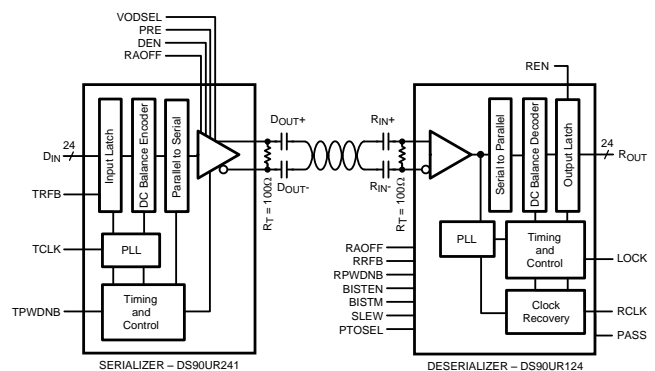 VODSEL
PRE
DEN
RAOFF
REN
DOUT+
RIN+
24
DIN
Input Latch
DC Balance Encoder
Parallel to Serial
RT = 100Ω
DOUT-
RIN-
RT = 100Ω
Serial to Parallel
DC Balance Decoder
Output Latch
24
ROUT
TRFB
TCLK
PLL
TPWDNB
Timing
and
Control
RAOFF
RRFB
RPWDNB
BISTEN
BISTM
SLEW
PTOSEL
PLL
Timing
and
Control
LOCK
Clock
Recovery
RCLK
PASS
SERIALIZER – DS90UR241
DESERIALIZER – DS90UR124